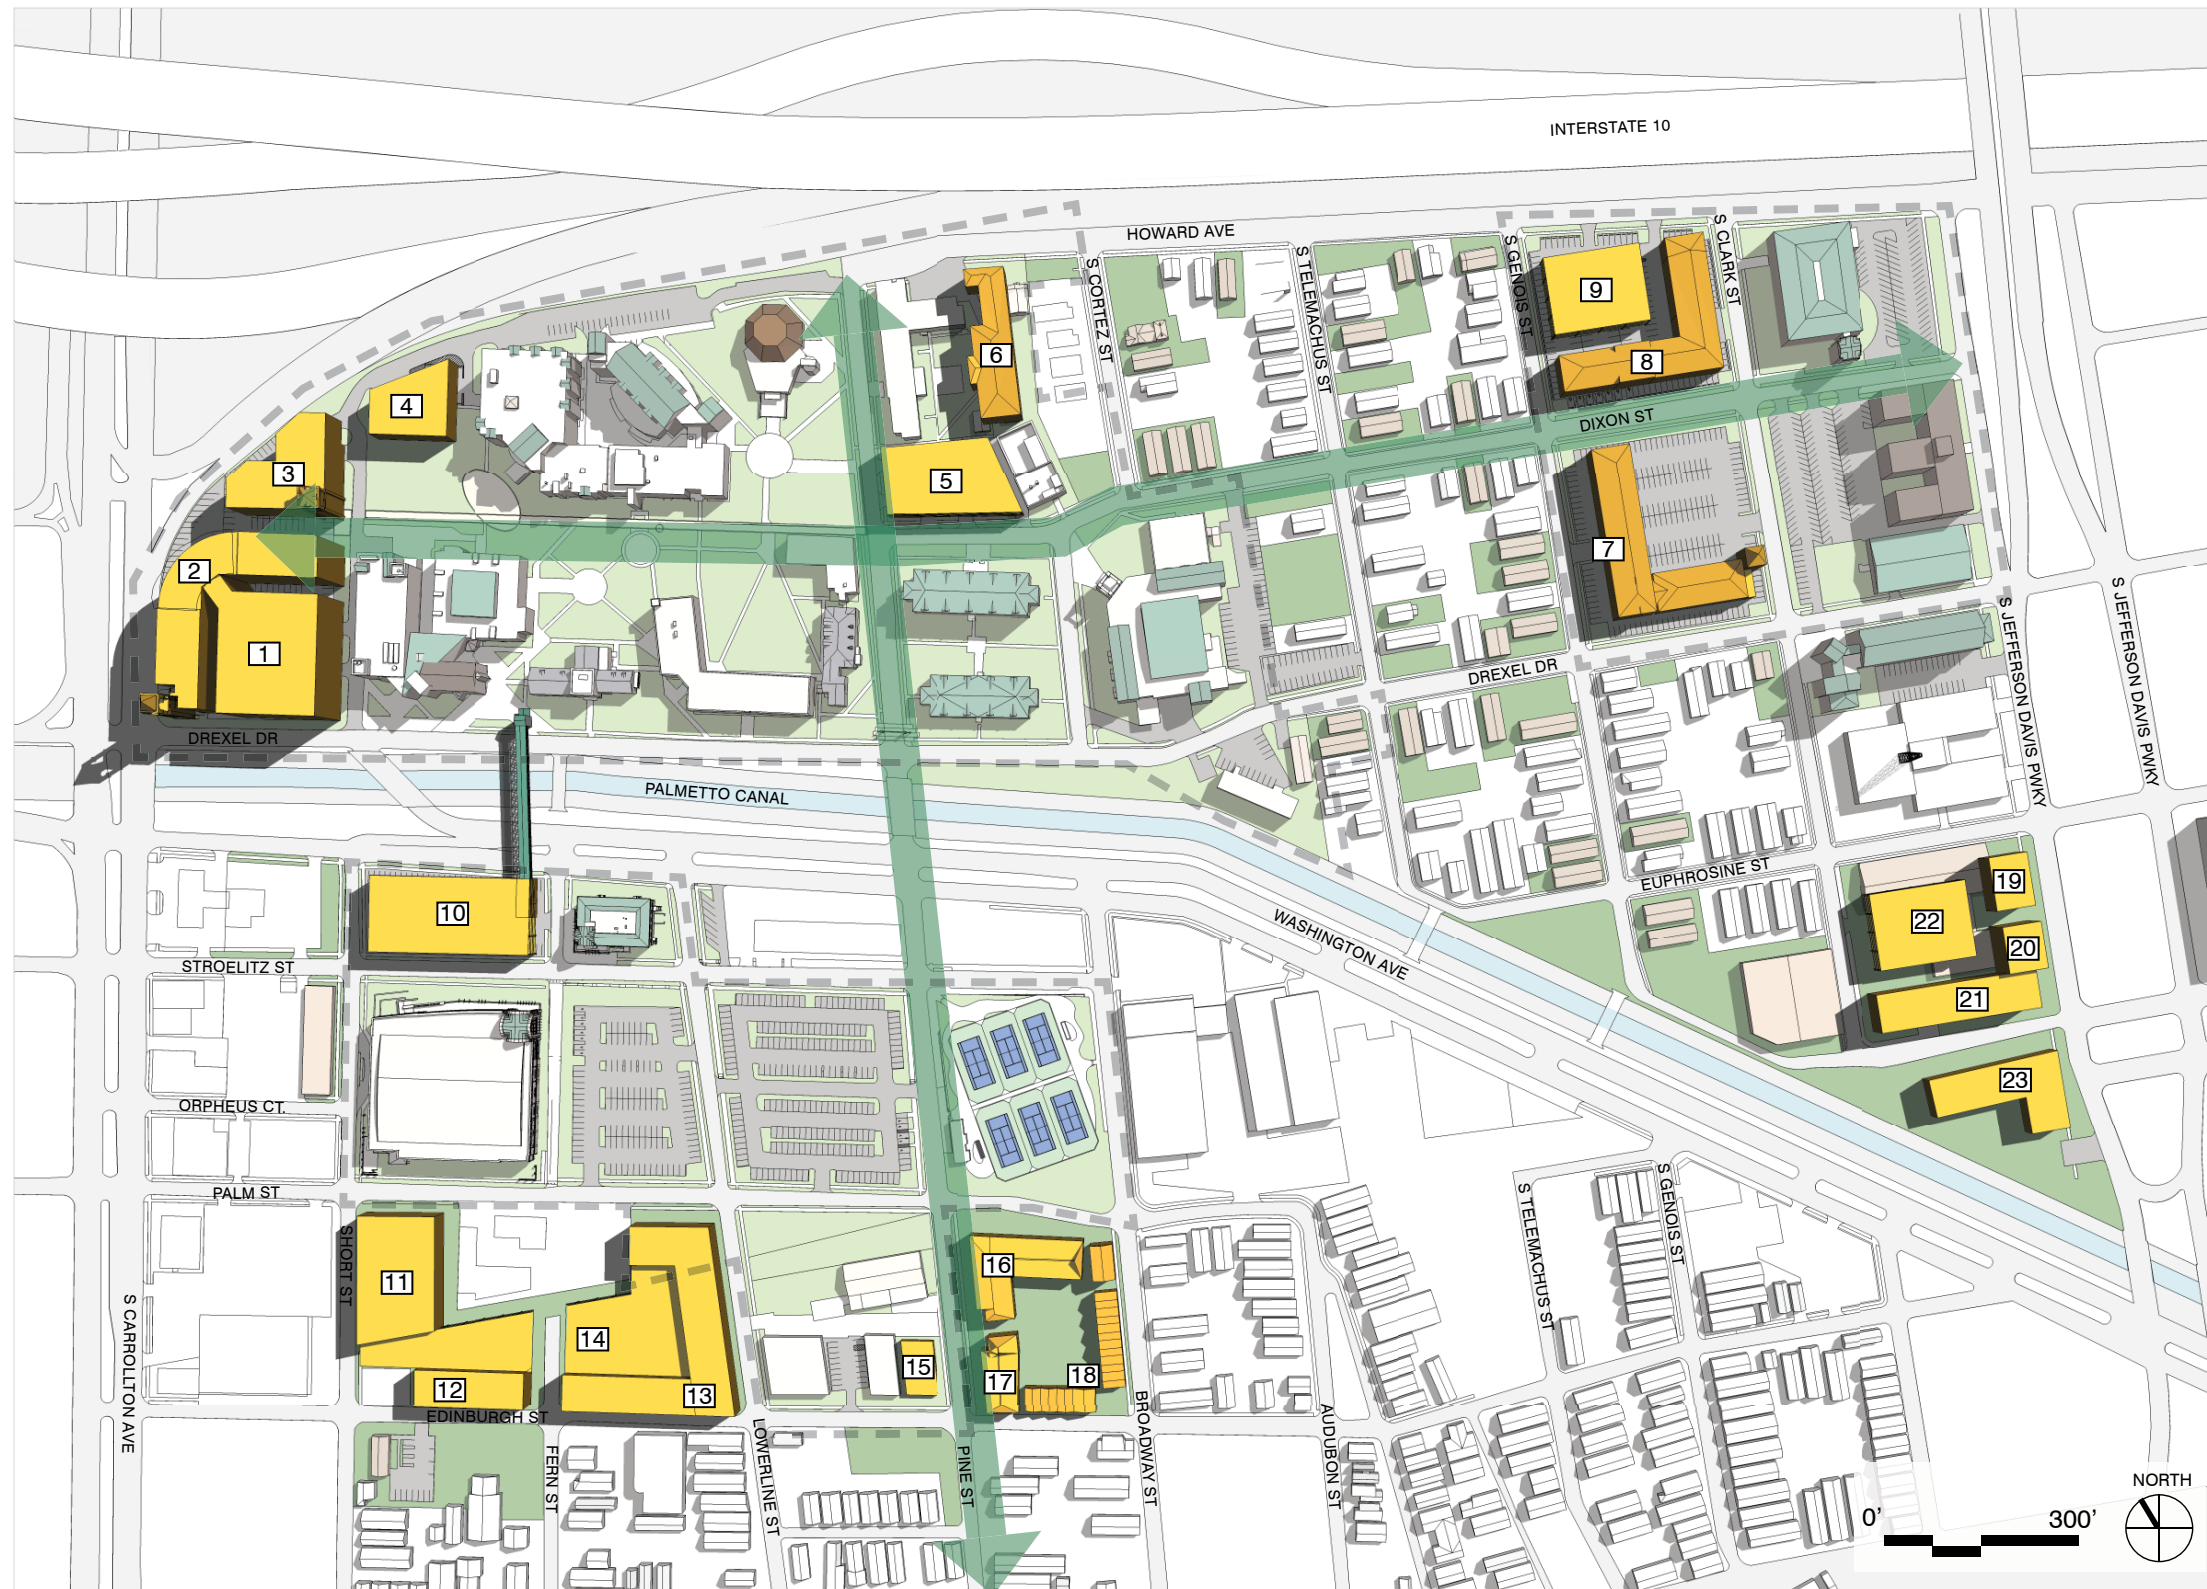 INTERSTATE 10
HOWARD AVE
S CORTEZ ST
S TELEMACHUS ST
S GENOIS ST
S CLARK ST
9
6
8
4
DIXON ST
3
5
7
2
1
S JEFFERSON DAVIS PWKY
S JEFFERSON DAVIS PWKY
DREXEL DR
DREXEL DR
PALMETTO CANAL
EUPHROSINE ST
19
10
22
WASHINGTON AVE
20
STROELITZ ST
21
23
ORPHEUS CT.
PALM ST
S TELEMACHUS ST
S GENOIS ST
SHORT ST
16
11
S CARROLLTON AVE
14
15
18
17
12
13
EDINBURGH ST
FERN ST
LOWERLINE ST
PINE ST
BROADWAY ST
AUDUBON ST
NORTH
0' 300'